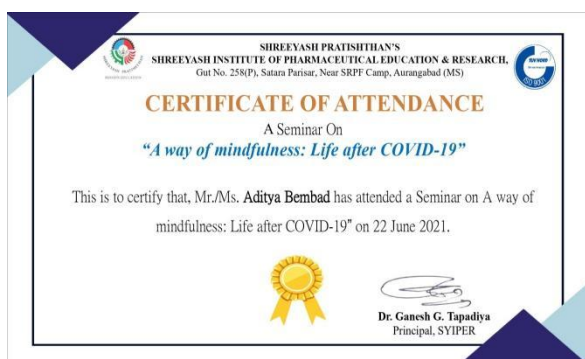 SHREEYASH PRATISHTHAN'S
SHREEYASH INSTITUTE OF PHARMACEUTICAL EDUCATION & RESEARCH,
Gut No. 258(P), Satara Parisar, Near SRPF Camp, Aurangabad (MS)
CERTIFICATE OF ATTENDANCE
A Seminar On
“A way of mindfulness: Life after COVID-19”
This is to certify that, Mr./Ms. Aditya Bembad has attended a Seminar on A way of
mindfulness: Life after COVID-19" on 22 June 2021.
Dr. Ganesh G. Tapadiya
Principal, SYIPER
ISO 9001